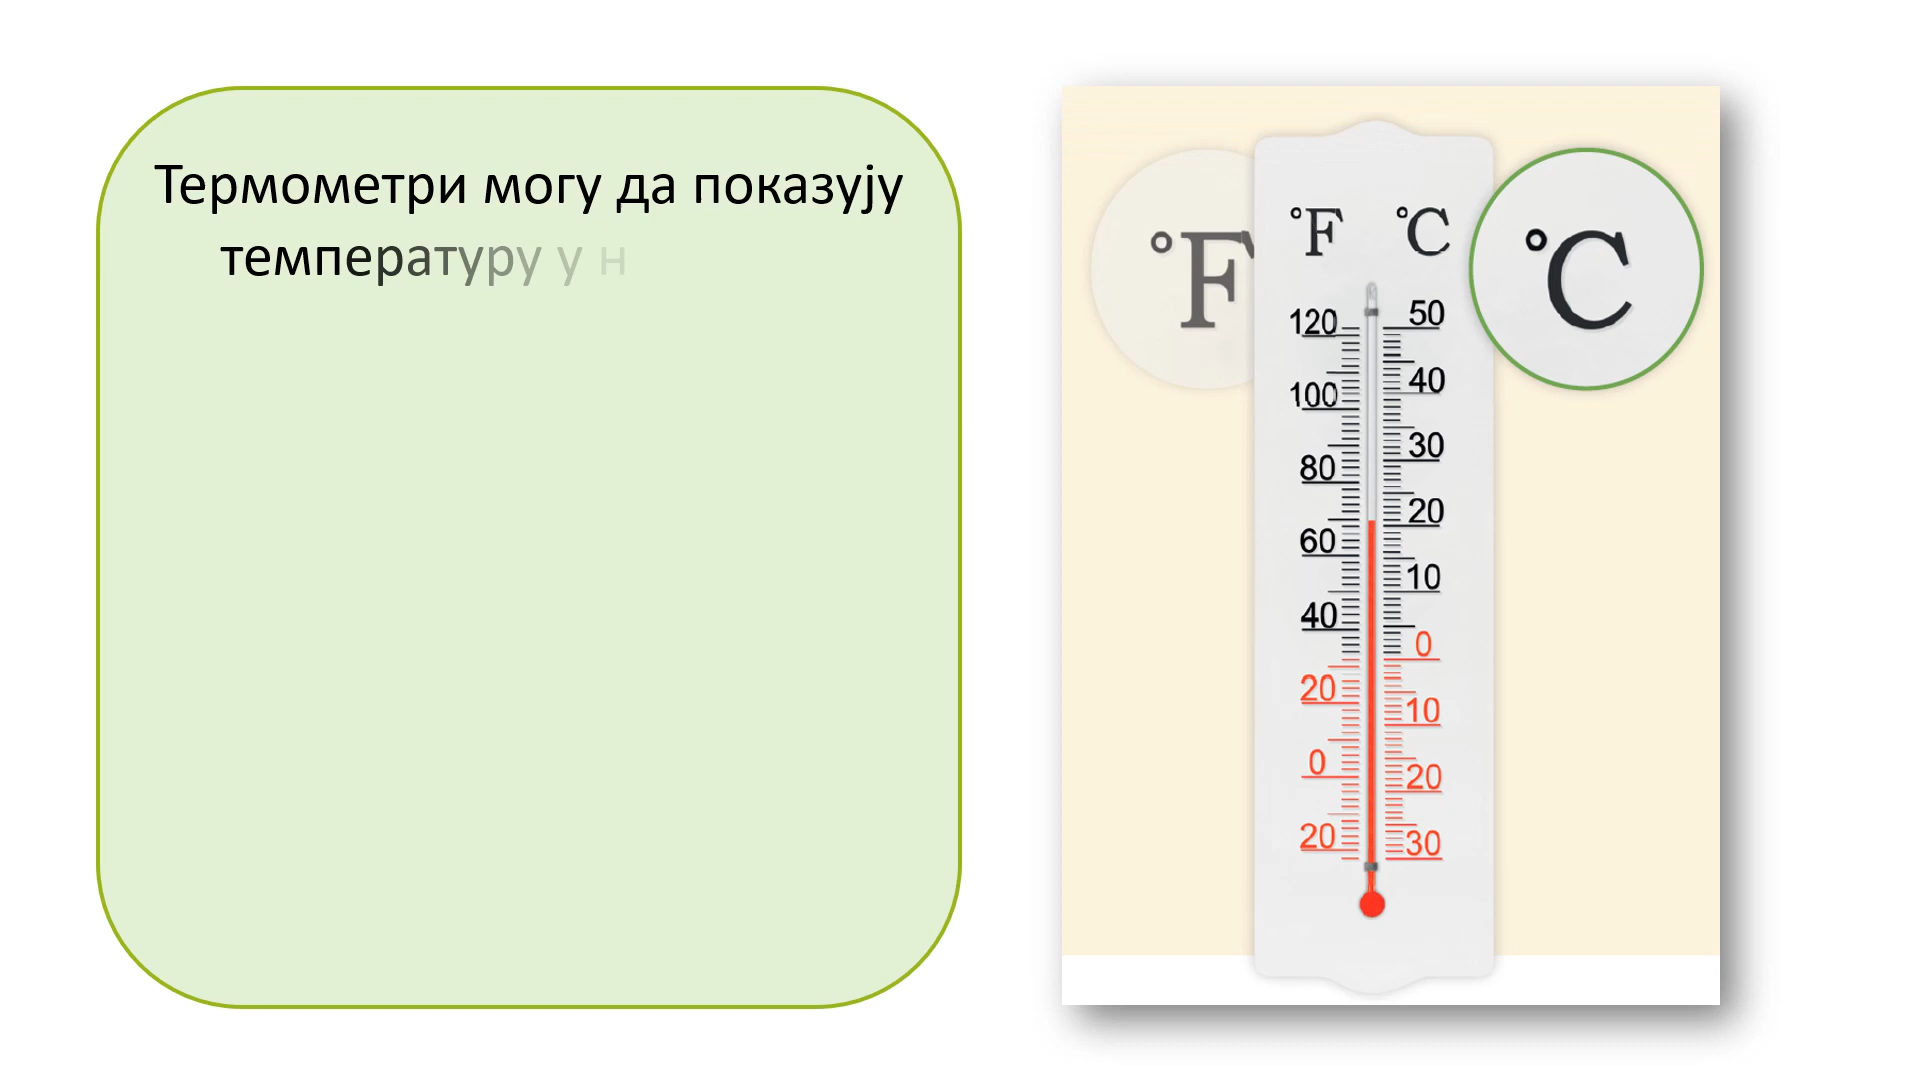 Термометри могу да показују
температуру у н
°F
°F °C
°C
120 50
100 40
80 30
60 20
40 10
20 0
0 10
20 20
30